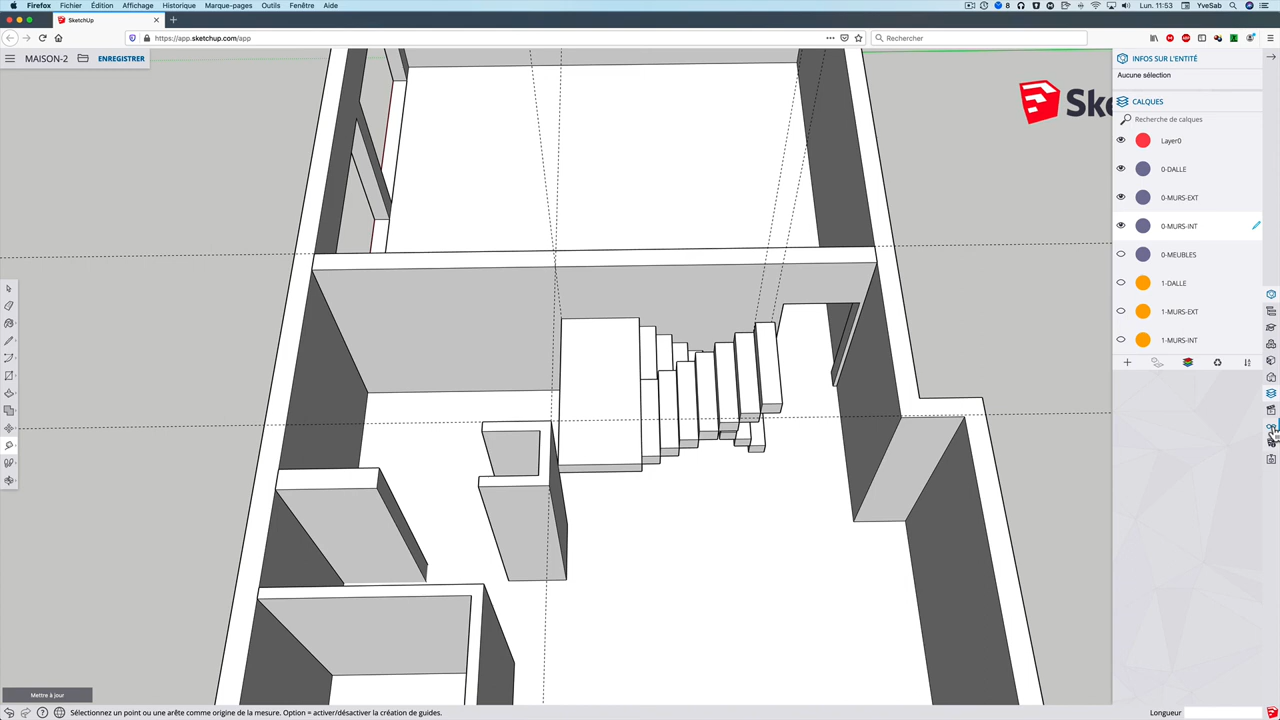 Firefox Fichier Édition Affichage Historique Marque-pages Outils Fenêtre Aide
8 Lun. 11:53 YveSab
SketchUp
https://app.sketchup.com/app
Rechercher
MAISON-2 ENREGISTRER
INFOS SUR L'ENTITÉ
Aucune sélection
CALQUES
Recherche de calques
Layer0
0-DALLE
0-MURS-EXT
0-MURS-INT
0-MEUBLES
1-DALLE
1-MURS-EXT
1-MURS-INT
Ske
Mettre à jour
Sélectionnez un point ou une arête comme origine de la mesure. Option = activer/désactiver la création de guides.
Longueur